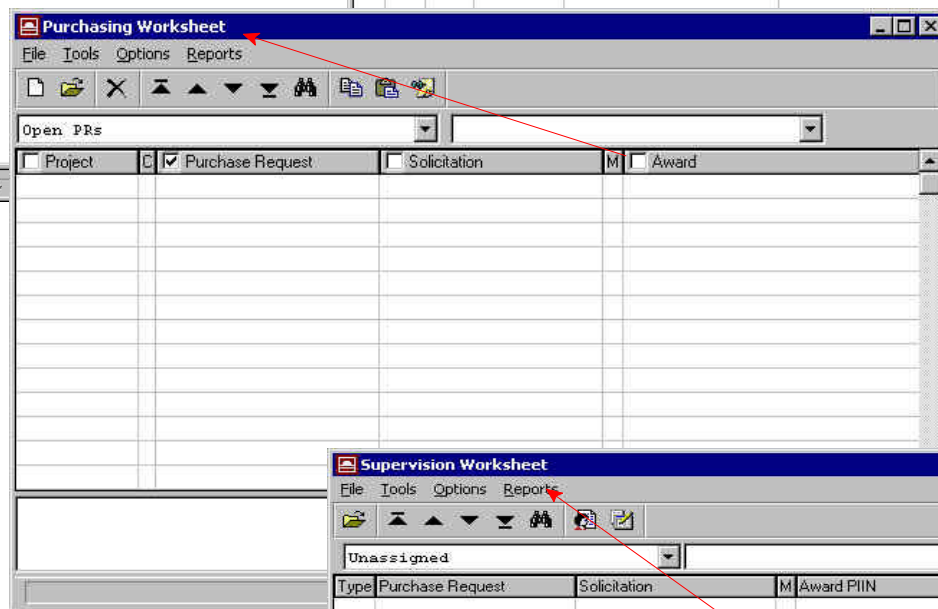 Purchasing Worksheet
File Tools Options Reports
Open PRs
Project C Purchase Request Solicitation M Award
Supervision Worksheet
File Tools Options Reports
Unassigned
Type Purchase Request Solicitation M Award PIIN